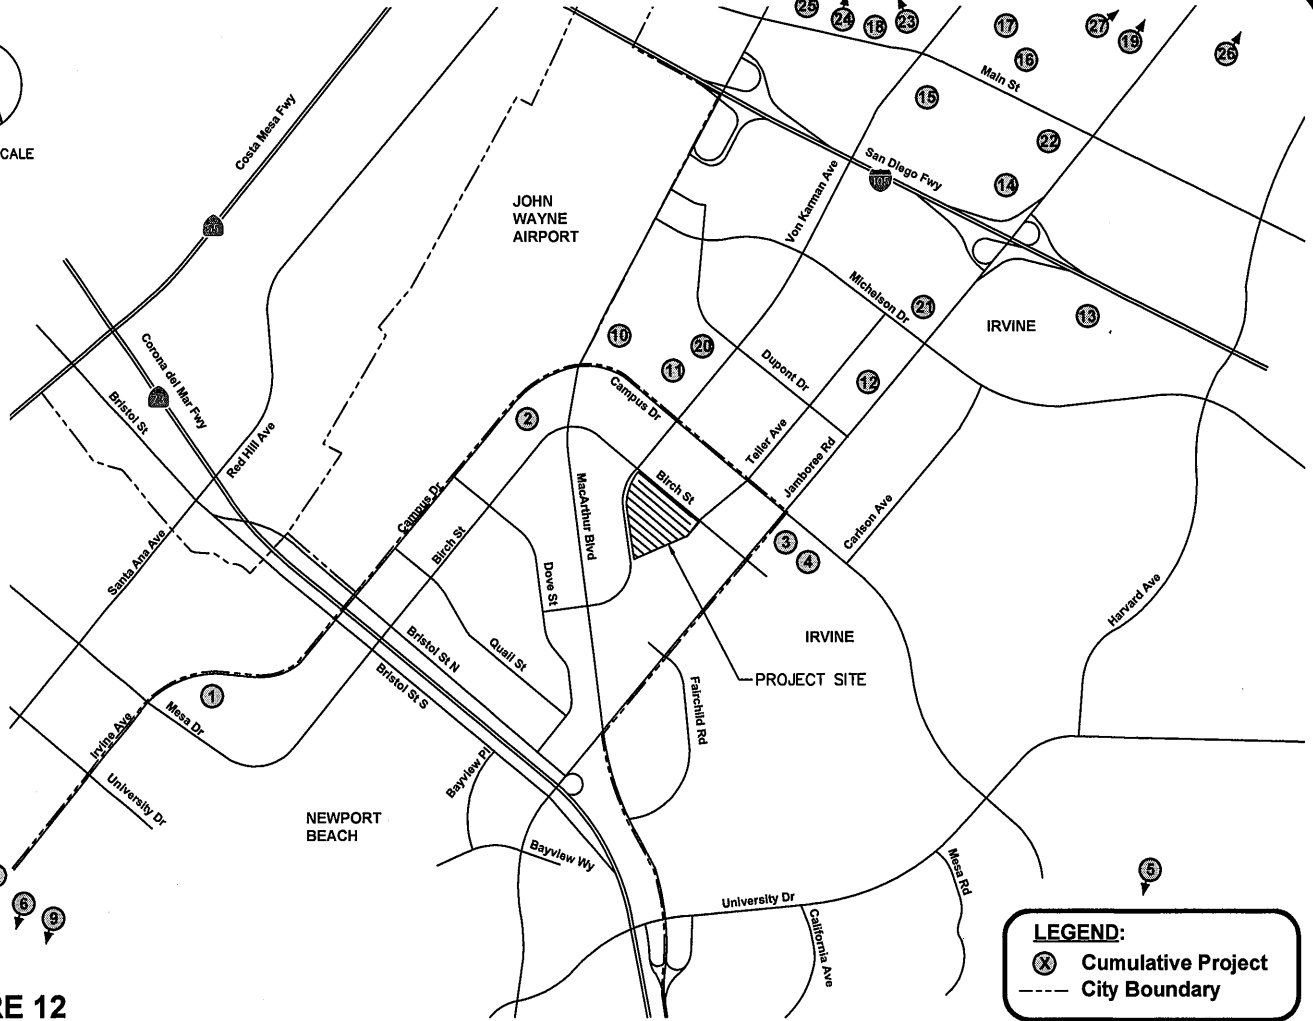 25
24
18
23
17
27
19
26
16
Main St
15
22
Costa Mesa Fwy
CALE
San Diego Fwy
405
14
Von Karman Ave
JOHN
WAYNE
AIRPORT
55
Michelson Dr
21
IRVINE
13
10
20
11
Dupont Dr
12
Corona del Mar Fwy
73
Bristol St
Campus Dr
2
Red Hill Ave
Teller Ave
Jamboree Rd
Birch St
MacArthur Blvd
Campus Dr
Carlson Ave
3
4
Birch St
Santa Ana Ave
Dove St
Harvard Ave
Bristol St N
Quail St
IRVINE
Bristol St S
PROJECT SITE
1
Mesa Dr
Irvine Ave
Fairchild Rd
Bayview Pl
University Dr
NEWPORT
BEACH
Bayview Wy
Mesa Rd
5
6
9
University Dr
California Ave
LEGEND:
X Cumulative Project
City Boundary
RE 12